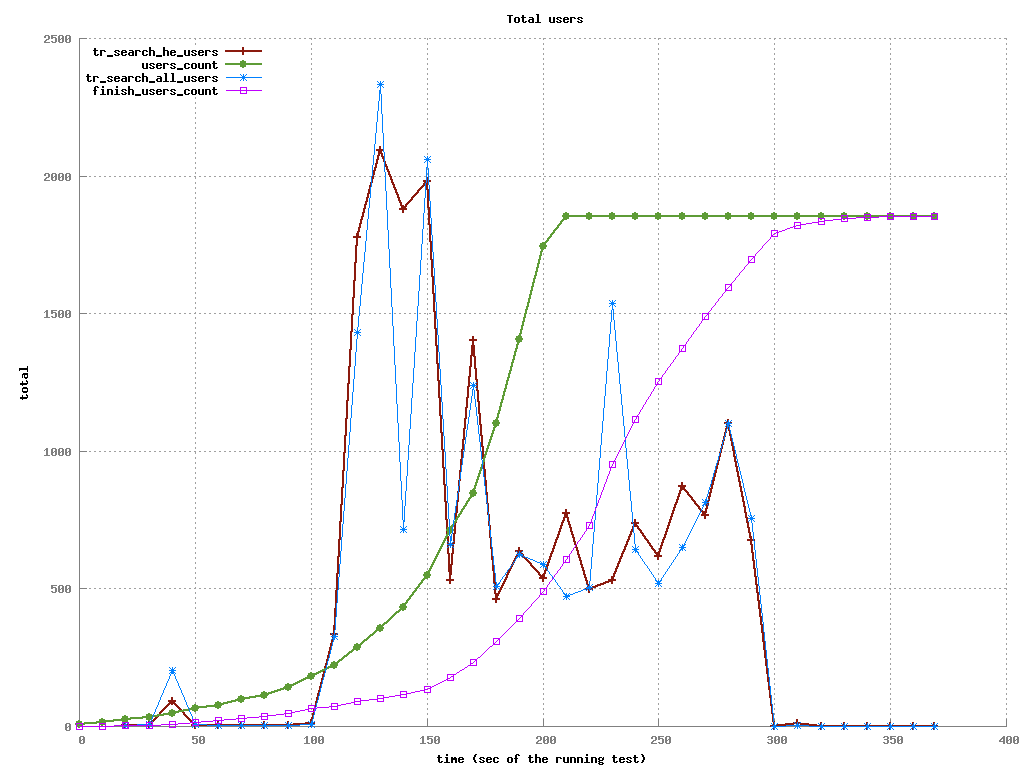 Total users
2500
tr_search_he_users
users_count
tr_search_all_users
finish_users_count
2000
1500
total
1000
500
0
0 50 100 150 200 250 300 350 400
time (sec of the running test)